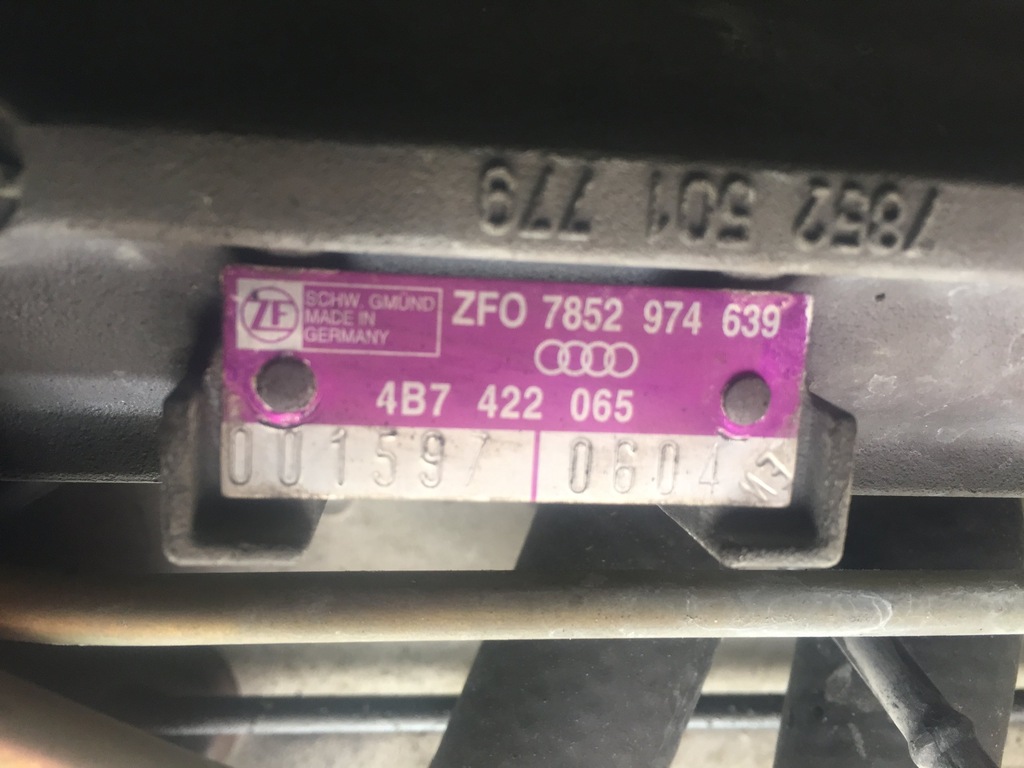 7852 501 779
ZF
SCHW. GMÜND
MADE IN
GERMANY
ZFO 7852 974 639
4B7 422 065
001597 0604